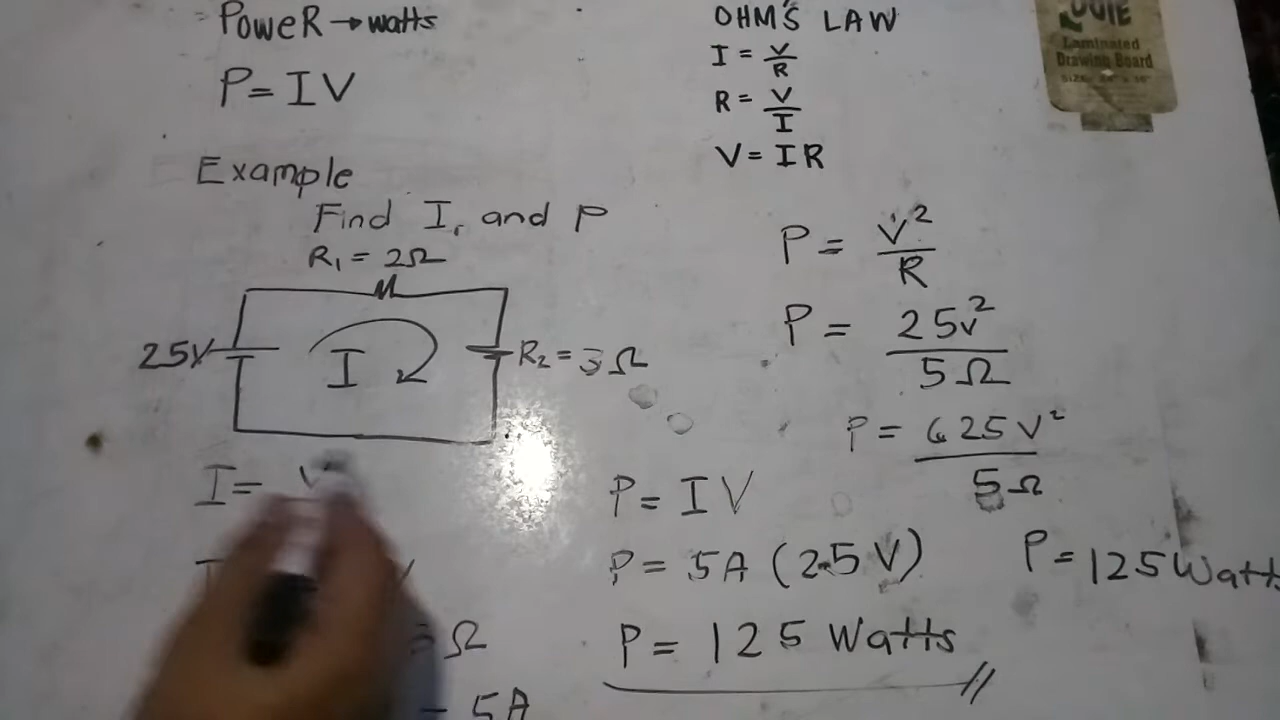 PoweR → watts
P = IV
OHM'S LAW
I = V/R
R = V/I
V = IR
Laminated
Drawing Board
Example
Find I, and P
R₁ = 2Ω
25V
I
R₂ = 3Ω
P = V²/R
P = 25V²/5Ω
P = 625V²/5Ω
P = 125 Watts
I = V
Ω
= 5A
P = IV
P = 5A (25V)
P = 125 Watts